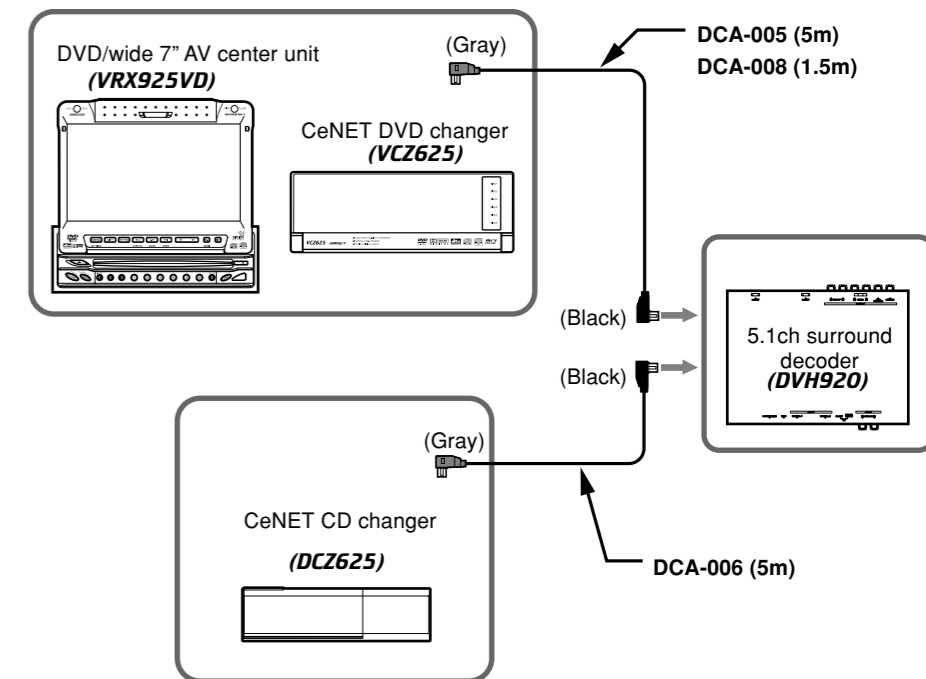 DVD/wide 7” AV center unit
(VRX925VD)
(Gray)
DCA-005 (5m)
DCA-008 (1.5m)
CeNET DVD changer
(VCZ625)
VCZ625
(Black)
5.1ch surround
decoder
(DVH920)
(Black)
(Gray)
CeNET CD changer
(DCZ625)
DCA-006 (5m)